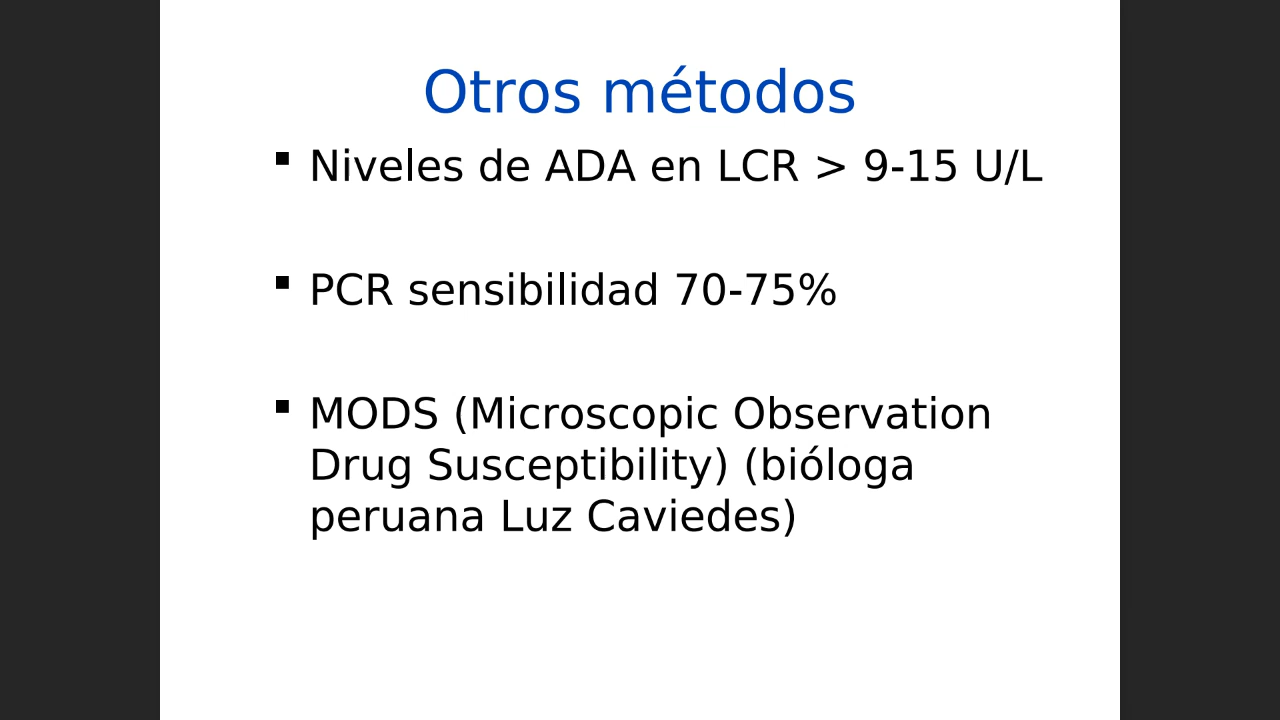 Otros métodos
▪ Niveles de ADA en LCR > 9-15 U/L
▪ PCR sensibilidad 70-75%
▪ MODS (Microscopic Observation
Drug Susceptibility) (bióloga
peruana Luz Caviedes)